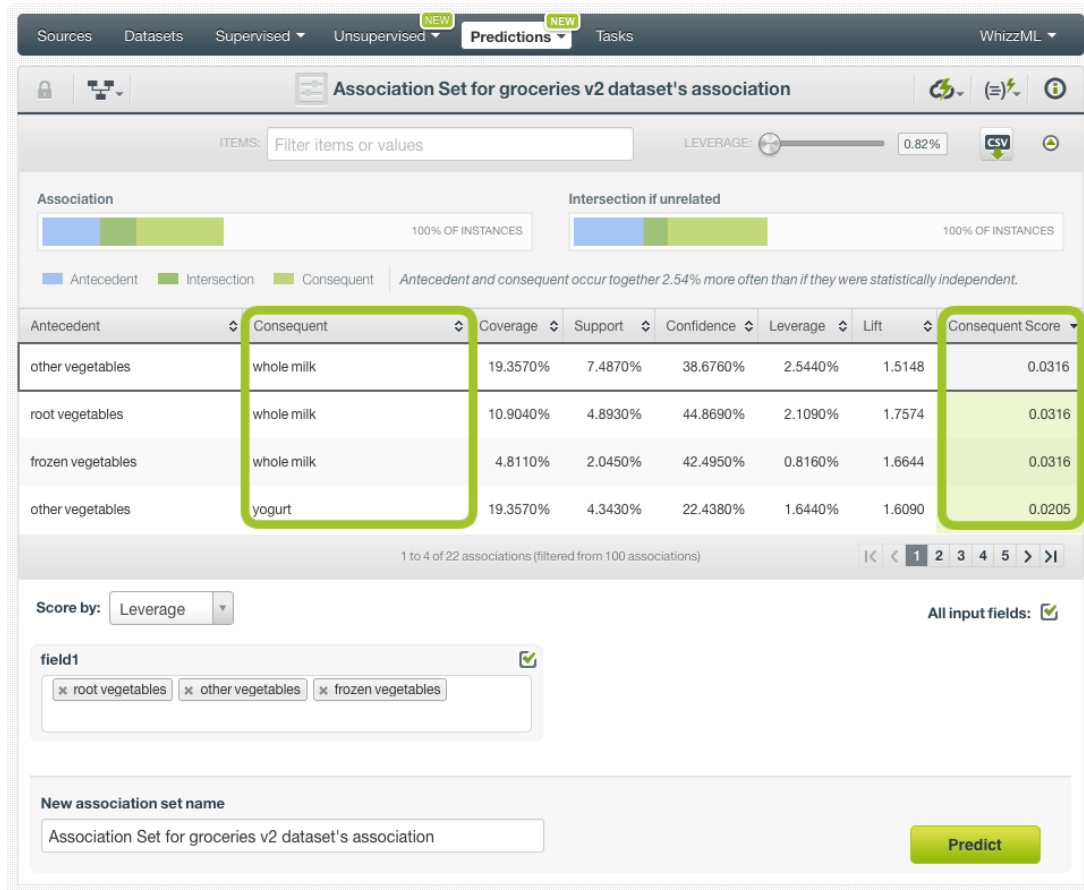 NEW NEW
Sources Datasets Supervised Unsupervised Predictions Tasks WhizzML
Association Set for groceries v2 dataset's association
ITEMS: Filter items or values LEVERAGE: 0.82% CSV
Association Intersection if unrelated
100% OF INSTANCES 100% OF INSTANCES
Antecedent Intersection Consequent Antecedent and consequent occur together 2.54% more often than if they were statistically independent.
Antecedent Consequent Coverage Support Confidence Leverage Lift Consequent Score
other vegetables whole milk 19.3570% 7.4870% 38.6760% 2.5440% 1.5148 0.0316
root vegetables whole milk 10.9040% 4.8930% 44.8690% 2.1090% 1.7574 0.0316
frozen vegetables whole milk 4.8110% 2.0450% 42.4950% 0.8160% 1.6644 0.0316
other vegetables yogurt 19.3570% 4.3430% 22.4380% 1.6440% 1.6090 0.0205
1 to 4 of 22 associations (filtered from 100 associations) 1 2 3 4 5
Score by: Leverage All input fields:
field1
× root vegetables × other vegetables × frozen vegetables
New association set name
Association Set for groceries v2 dataset's association
Predict